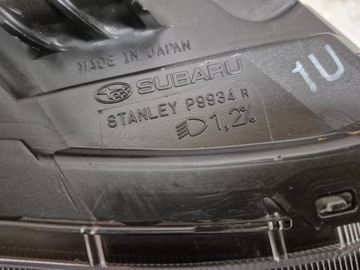 MADE IN JAPAN
SUBARU
1U
STANLEY P9934 R
1,2%